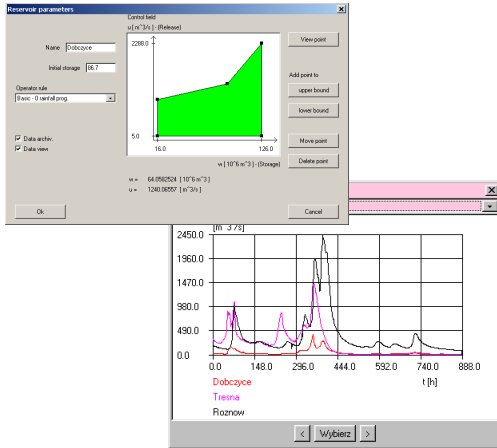 Reservoir parameters
Control field
u [ m^3/s ] - (Release)
2288.0
5.0
16.0
126.0
w [ 10^6 m^3 ] - (Storage)
Name Dobczyce
Initial storage 86.7
Operator rule
Basic - 0 rainfall prog.
Data archiv.
Data view
w = 64.0582524 [ 10^6 m^3 ]
u = 1240.06557 [ m^3/s ]
View point
Add point to
upper bound
lower bound
Move point
Delete point
Ok
Cancel
[m^3 /s]
2450.0
1960.0
1470.0
980.0
490.0
0.0
0.0 148.0 296.0 444.0 592.0 740.0 888.0
t [h]
Dobczyce
Tresna
Roznow
< Wybierz >